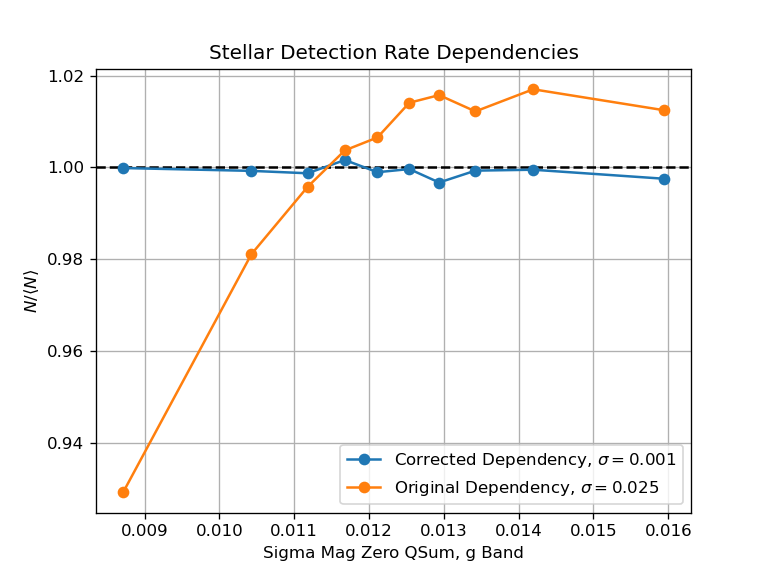 Stellar Detection Rate Dependencies
1.02
1.00
0.98
0.96
0.94
N/⟨N⟩
Corrected Dependency, σ = 0.001
Original Dependency, σ = 0.025
0.009 0.010 0.011 0.012 0.013 0.014 0.015 0.016
Sigma Mag Zero QSum, g Band